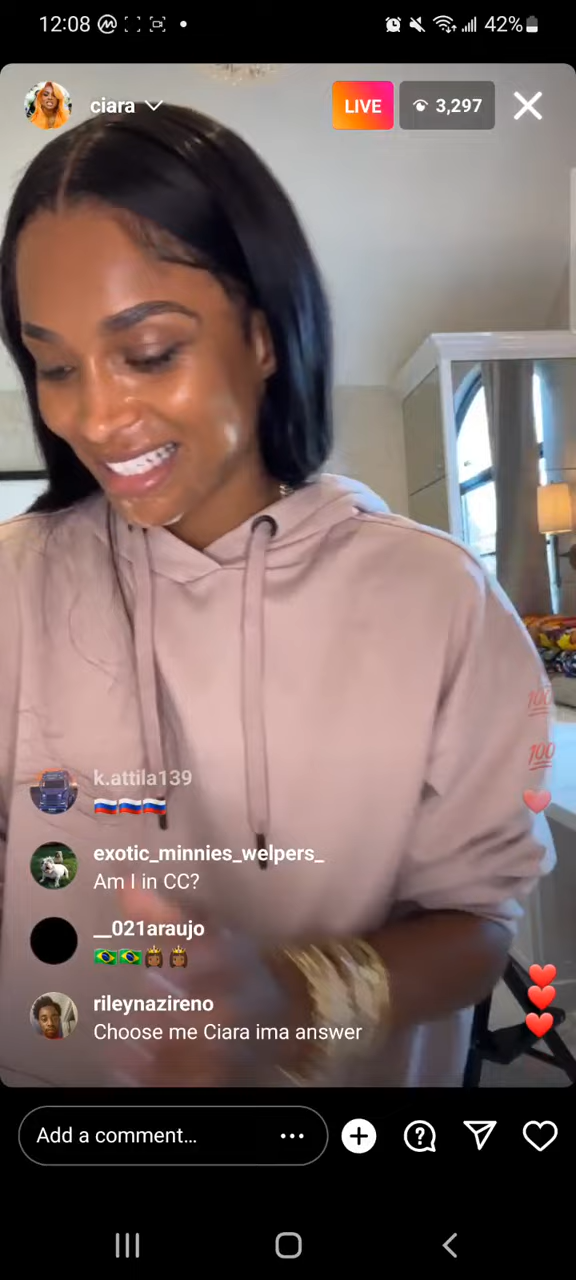 12:08 42%
ciara LIVE 3,297
k.attila139
🇷🇺🇷🇺🇷🇺
exotic_minnies_welpers_
Am I in CC?
__021araujo
🇧🇷🇧🇷👸🏾👸🏾
rileynazireno
Choose me Ciara ima answer
Add a comment...